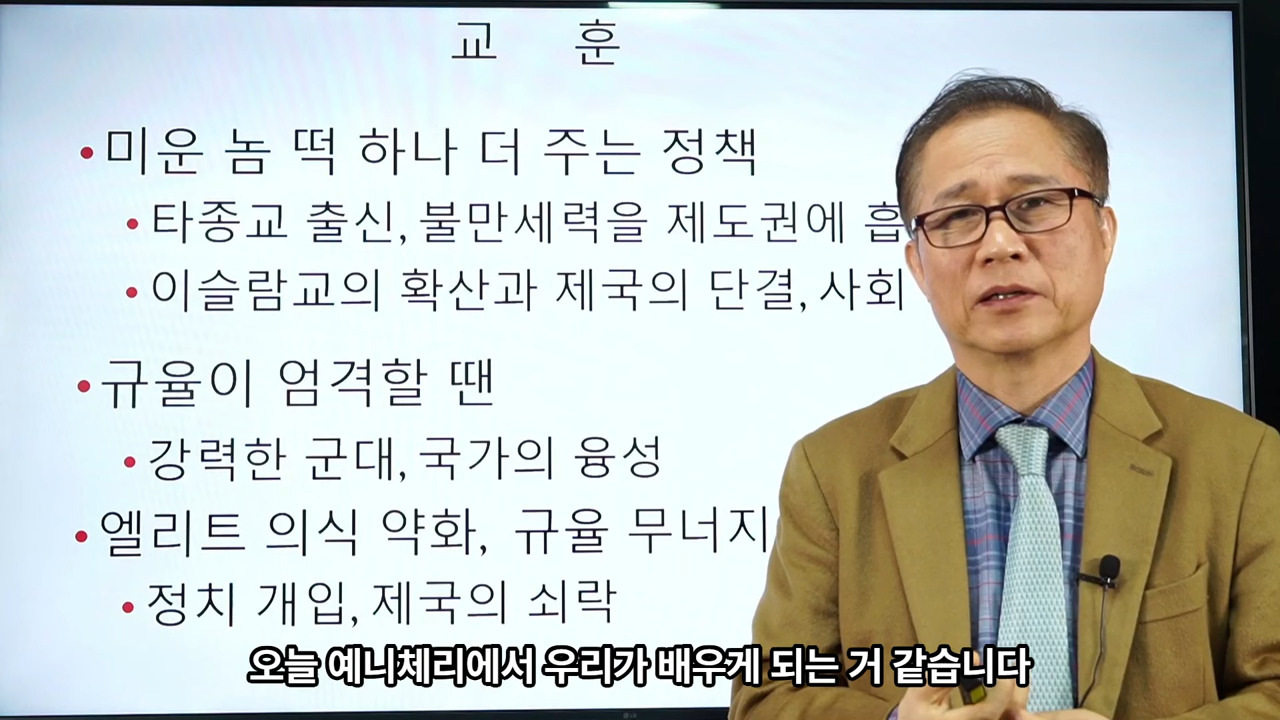 교 훈
• 미운 놈 떡 하나 더 주는 정책
• 타종교 출신, 불만세력을 제도권에 흡
• 이슬람교의 확산과 제국의 단결, 사회
• 규율이 엄격할 땐
• 강력한 군대, 국가의 융성
• 엘리트 의식 약화, 규율 무너지
• 정치 개입, 제국의 쇠락
오늘 예니체리에서 우리가 배우게 되는 거 같습니다
LG